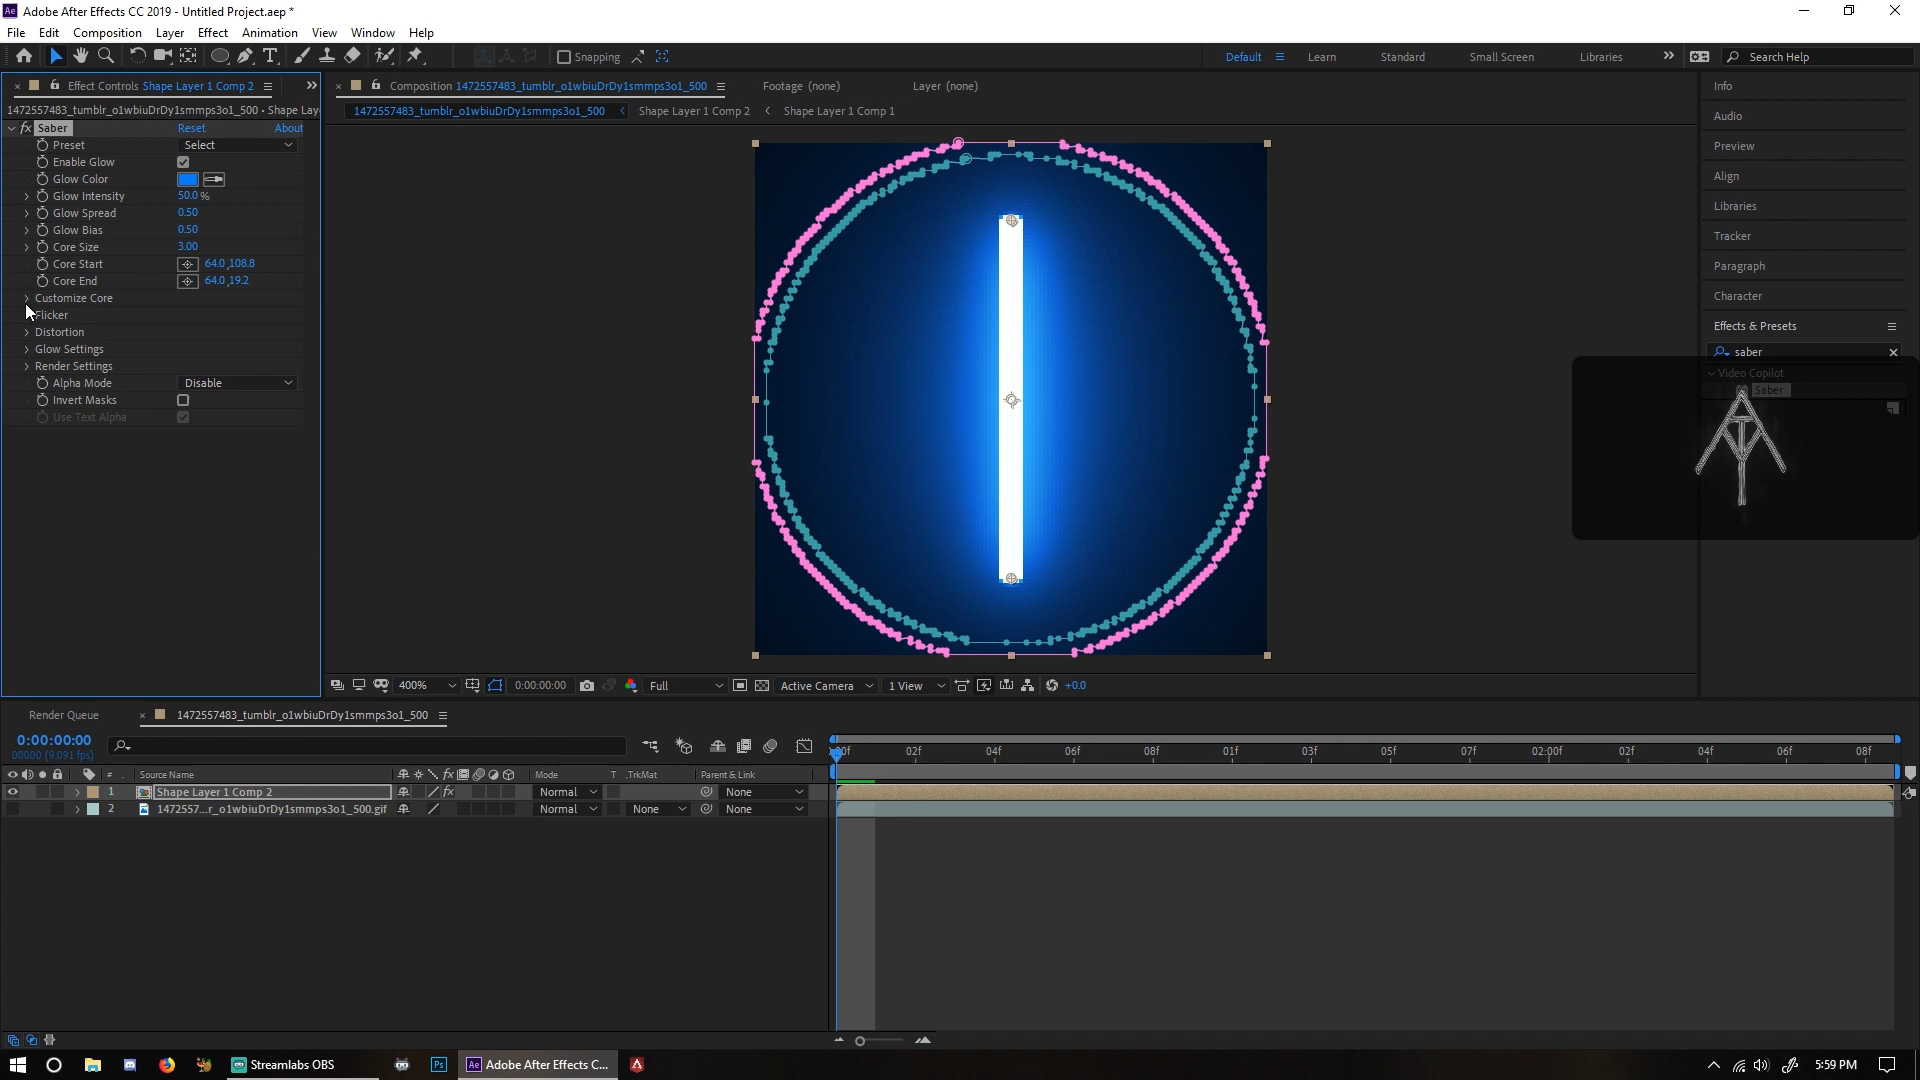 Adobe After Effects CC 2019 - Untitled Project.aep *
File Edit Composition Layer Effect Animation View Window Help
Snapping
Default Learn Standard Small Screen Libraries Search Help
Effect Controls Shape Layer 1 Comp 2
1472557483_tumblr_o1wbiuDrDy1smmps3o1_500 • Shape Lay
Saber Reset About
Preset Select
Enable Glow
Glow Color
Glow Intensity 50.0 %
Glow Spread 0.50
Glow Bias 0.50
Core Size 3.00
Core Start 64.0,108.8
Core End 64.0,19.2
Customize Core
Flicker
Distortion
Glow Settings
Render Settings
Alpha Mode Disable
Invert Masks
Use Text Alpha
Composition 1472557483_tumblr_o1wbiuDrDy1smmps3o1_500 Footage (none) Layer (none)
1472557483_tumblr_o1wbiuDrDy1smmps3o1_500 Shape Layer 1 Comp 2 Shape Layer 1 Comp 1
400% 0:00:00:00 Full Active Camera 1 View +0.0
Info
Audio
Preview
Align
Libraries
Tracker
Paragraph
Character
Effects & Presets
saber
Video Copilot
Saber
Render Queue 1472557483_tumblr_o1wbiuDrDy1smmps3o1_500
0:00:00:00
00000 (9.091 fps)
00f 02f 04f 06f 08f 01f 03f 05f 07f 02:00f 02f 04f 06f 08f
# Source Name Mode T .TrkMat Parent & Link
1 Shape Layer 1 Comp 2 Normal None
2 1472557...r_o1wbiuDrDy1smmps3o1_500.gif Normal None None
Streamlabs OBS Adobe After Effects C... 5:59 PM